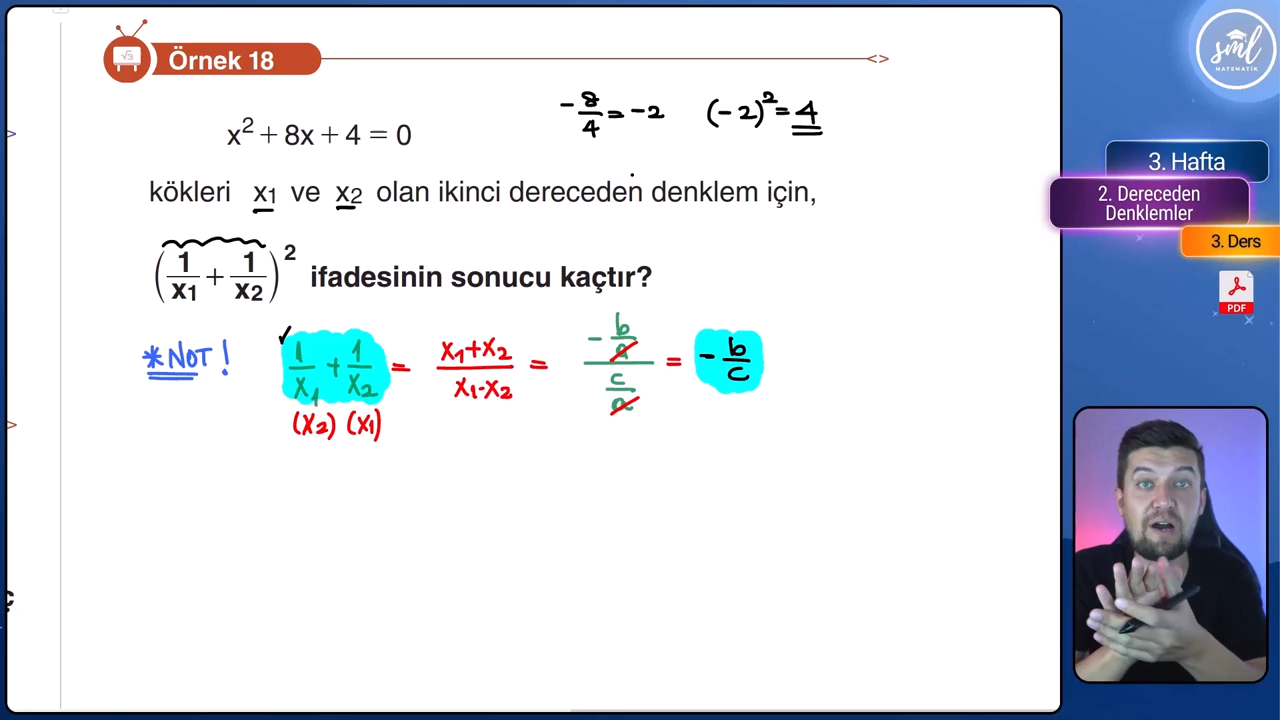 √3
Örnek 18
<>
x² + 8x + 4 = 0
-8/4 = -2 (-2)² = 4
kökleri x₁ ve x₂ olan ikinci dereceden denklem için,
(1/x₁ + 1/x₂)² ifadesinin sonucu kaçtır?
*NOT! 1/x₁ + 1/x₂ = x₁+x₂/x₁·x₂ = -b/a / c/a = -b/c
(x₂) (x₁)
sml
MATEMATİK
3. Hafta
2. Dereceden
Denklemler
3. Ders
PDF